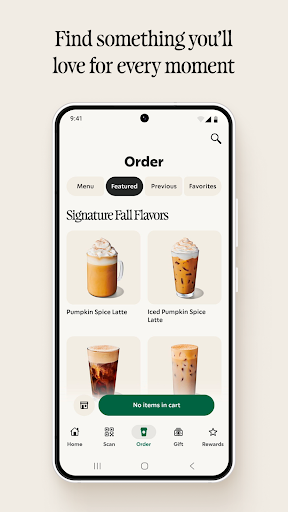 Find something you'll
love for every moment
9:41
Order
Menu Featured Previous Favorites
Signature Fall Flavors
Pumpkin Spice Latte Iced Pumpkin Spice
Latte
No items in cart
Home Scan Order Gift Rewards